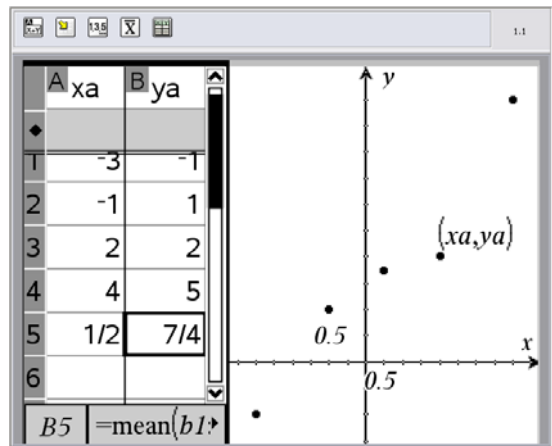 1.1
A xa B ya
◆
1 ⁻3 ⁻1
2 ⁻1 1
3 2 2
4 4 5
5 1/2 7/4
6
B5 =mean(b1:
y
(xa,ya)
0.5
x
0.5